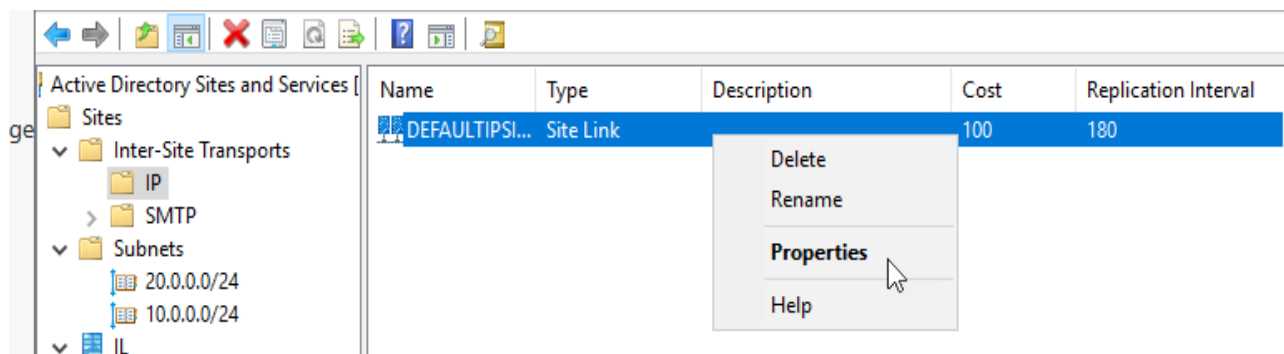 Active Directory Sites and Services [
Name Type Description Cost Replication Interval
Sites
ge
DEFAULTIPSI... Site Link 100 180
Inter-Site Transports
Delete
IP
Rename
SMTP
Subnets
Properties
20.0.0.0/24
Help
10.0.0.0/24
IL